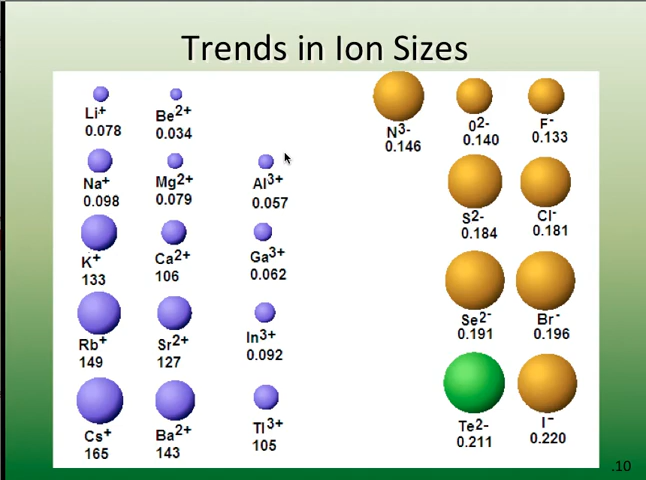 Trends in Ion Sizes
Li+ Be2+ N3- O2- F-
0.078 0.034 0.146 0.140 0.133
Na+ Mg2+ Al3+ S2- Cl-
0.098 0.079 0.057 0.184 0.181
K+ Ca2+ Ga3+ Se2- Br-
133 106 0.062 0.191 0.196
Rb+ Sr2+ In3+
149 127 0.092
Cs+ Ba2+ Tl3+ Te2- I-
165 143 105 0.211 0.220
.10